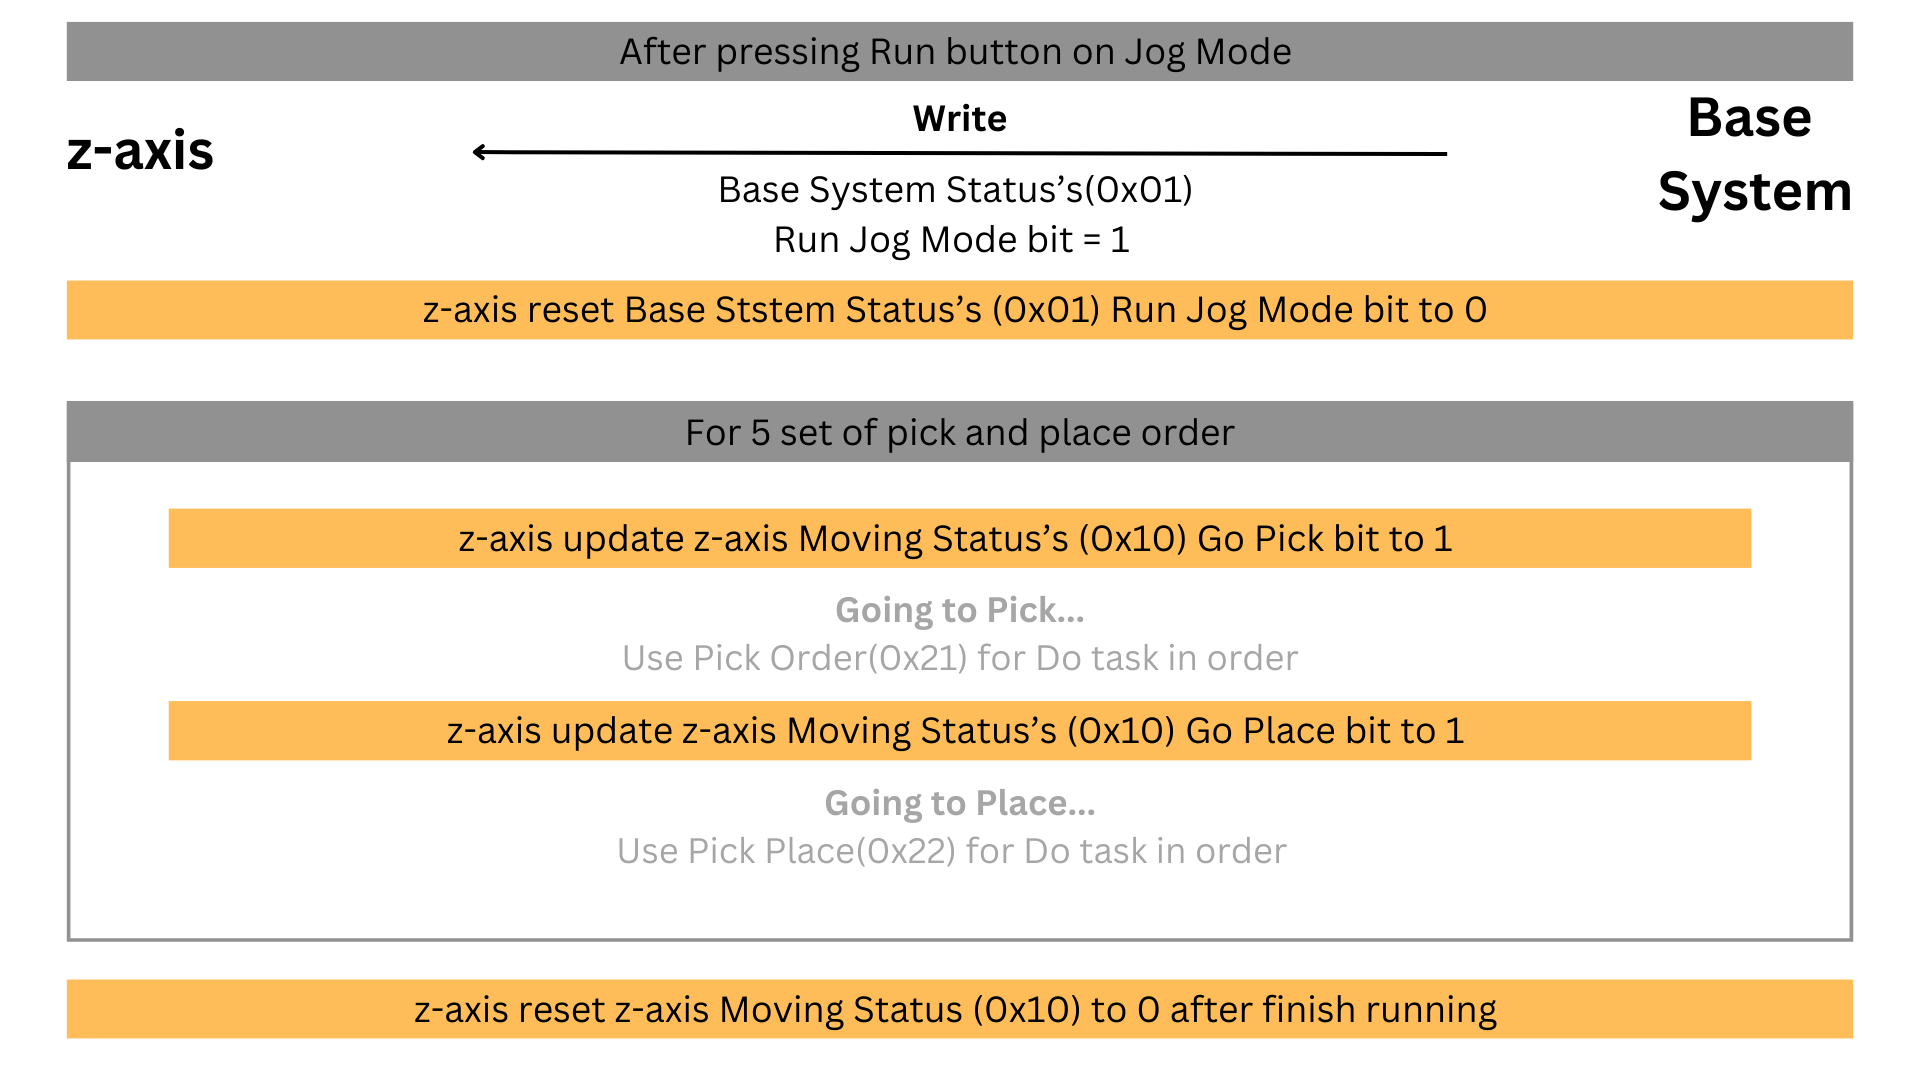 After pressing Run button on Jog Mode
z-axis
Write
Base System Status’s(0x01)
Run Jog Mode bit = 1
Base
System
z-axis reset Base Ststem Status’s (0x01) Run Jog Mode bit to 0
For 5 set of pick and place order
z-axis update z-axis Moving Status’s (0x10) Go Pick bit to 1
Going to Pick...
Use Pick Order(0x21) for Do task in order
z-axis update z-axis Moving Status’s (0x10) Go Place bit to 1
Going to Place...
Use Pick Place(0x22) for Do task in order
z-axis reset z-axis Moving Status (0x10) to 0 after finish running